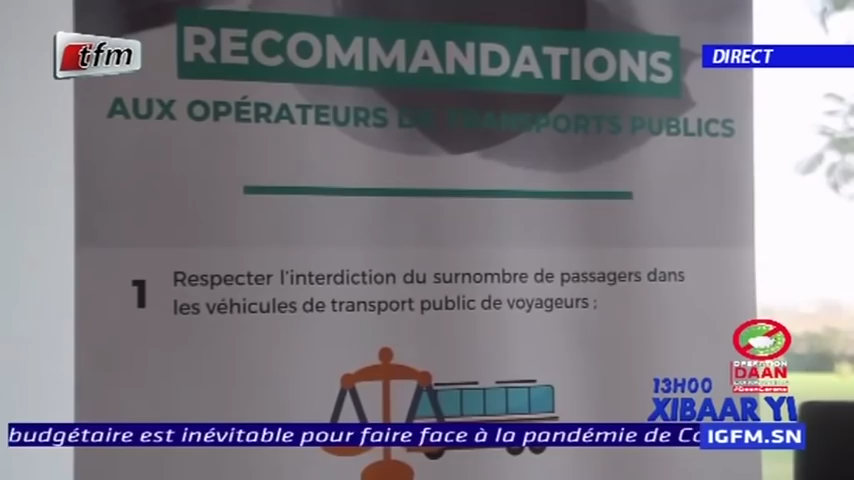 tfm
DIRECT
RECOMMANDATIONS
AUX OPÉRATEURS DE TRANSPORTS PUBLICS
1 Respecter l'interdiction du surnombre de passagers dans
les véhicules de transport public de voyageurs ;
OPERATION
DAAN
13H00
XIBAAR YI
budgétaire est inévitable pour faire face à la pandémie de Co
IGFM.SN